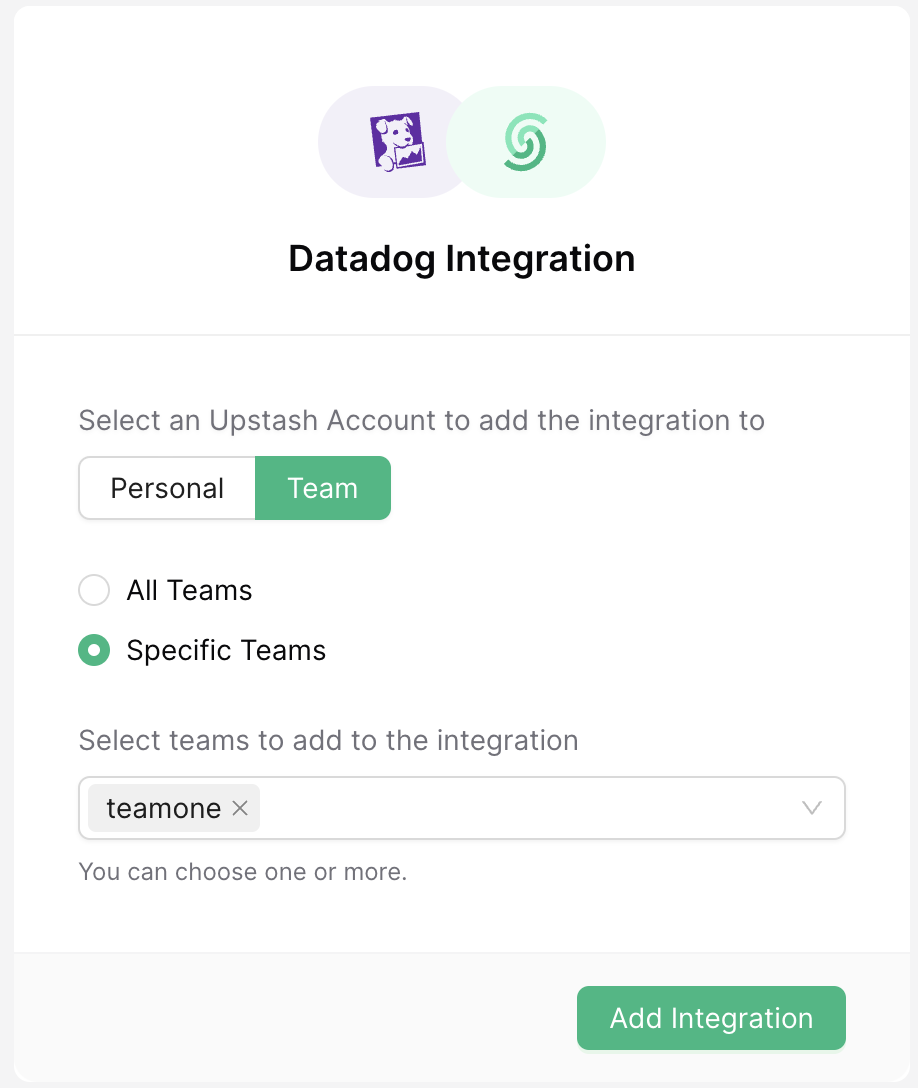 Datadog Integration
Select an Upstash Account to add the integration to
Personal Team
All Teams
Specific Teams
Select teams to add to the integration
teamone
You can choose one or more.
Add Integration